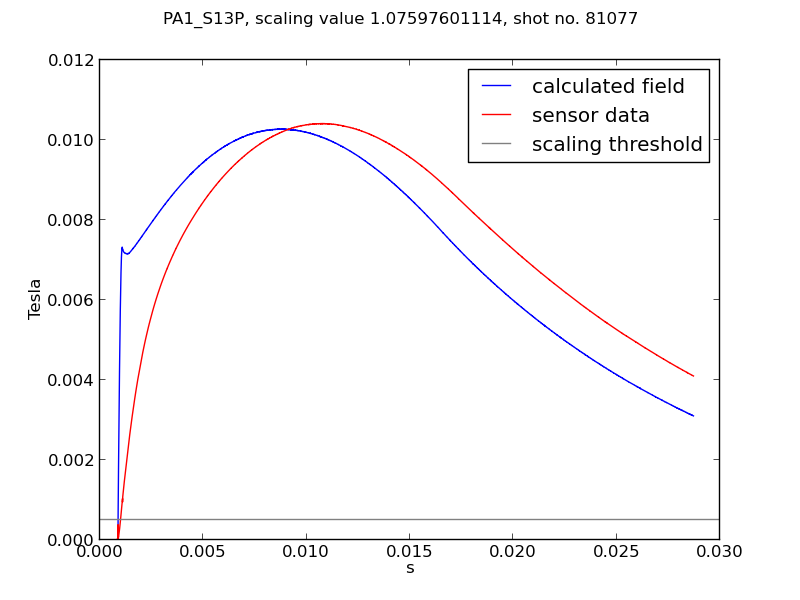 PA1_S13P, scaling value 1.07597601114, shot no. 81077
0.012
calculated field
sensor data
scaling threshold
0.010
0.008
0.006
Tesla
0.004
0.002
0.000
0.000 0.005 0.010 0.015 0.020 0.025 0.030
s